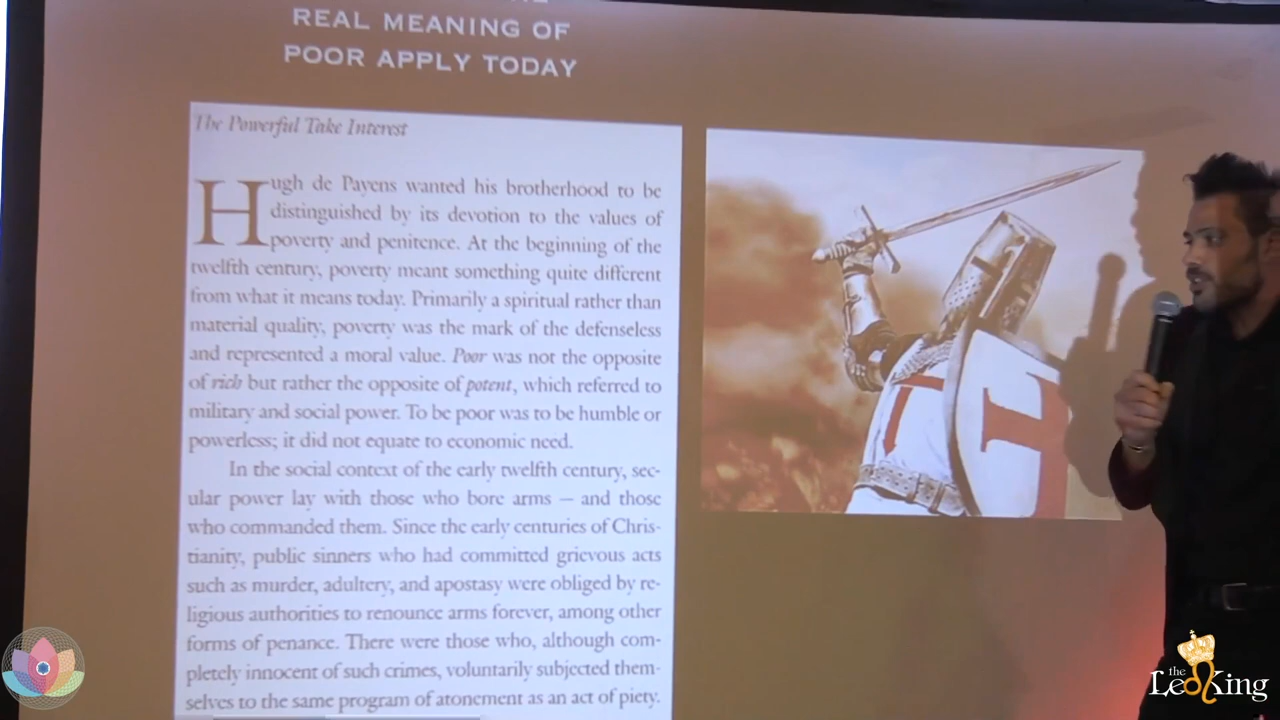 REAL MEANING OF
POOR APPLY TODAY
The Powerful Take Interest
Hugh de Payens wanted his brotherhood to be
distinguished by its devotion to the values of
poverty and penitence. At the beginning of the
twelfth century, poverty meant something quite different
from what it means today. Primarily a spiritual rather than
material quality, poverty was the mark of the defenseless
and represented a moral value. Poor was not the opposite
of rich but rather the opposite of potent, which referred to
military and social power. To be poor was to be humble or
powerless; it did not equate to economic need.
In the social context of the early twelfth century, sec-
ular power lay with those who bore arms — and those
who commanded them. Since the early centuries of Chris-
tianity, public sinners who had committed grievous acts
such as murder, adultery, and apostasy were obliged by re-
ligious authorities to renounce arms forever, among other
forms of penance. There were those who, although com-
pletely innocent of such crimes, voluntarily subjected them-
selves to the same program of atonement as an act of piety.
the
Leo King